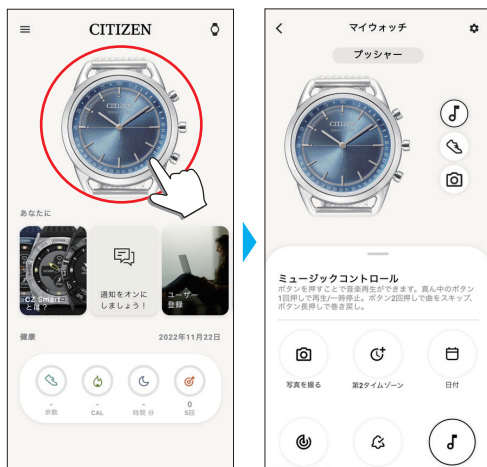 CITIZEN
CITIZEN
あなたに
CZ Smart
とは？
通知をオンに
しましょう！
ユーザー
登録
健康
2022年11月22日
-
歩数
-
CAL
-
時間 分
0
5回
マイウォッチ
プッシャー
CITIZEN
ミュージックコントロール
ボタンを押すことで音楽再生ができます。真ん中のボタン
1回押しで再生/一時停止。ボタン2回押しで曲をスキップ、
ボタン長押しで巻き戻し。
写真を撮る
第2タイムゾーン
日付